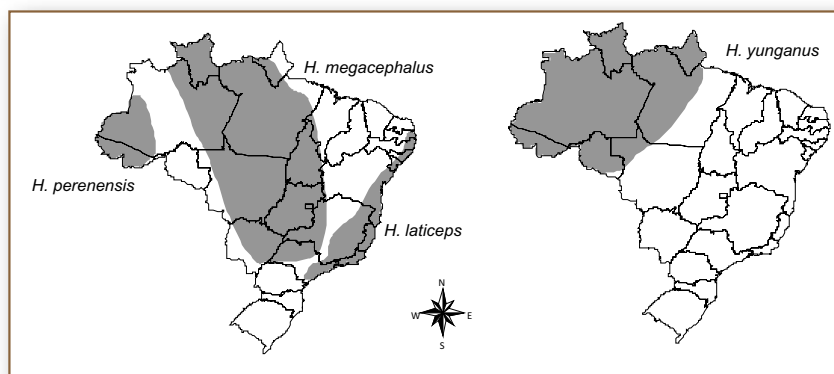 H. megacephalus
H. perenensis
H. laticeps
H. yunganus
N
W E
S